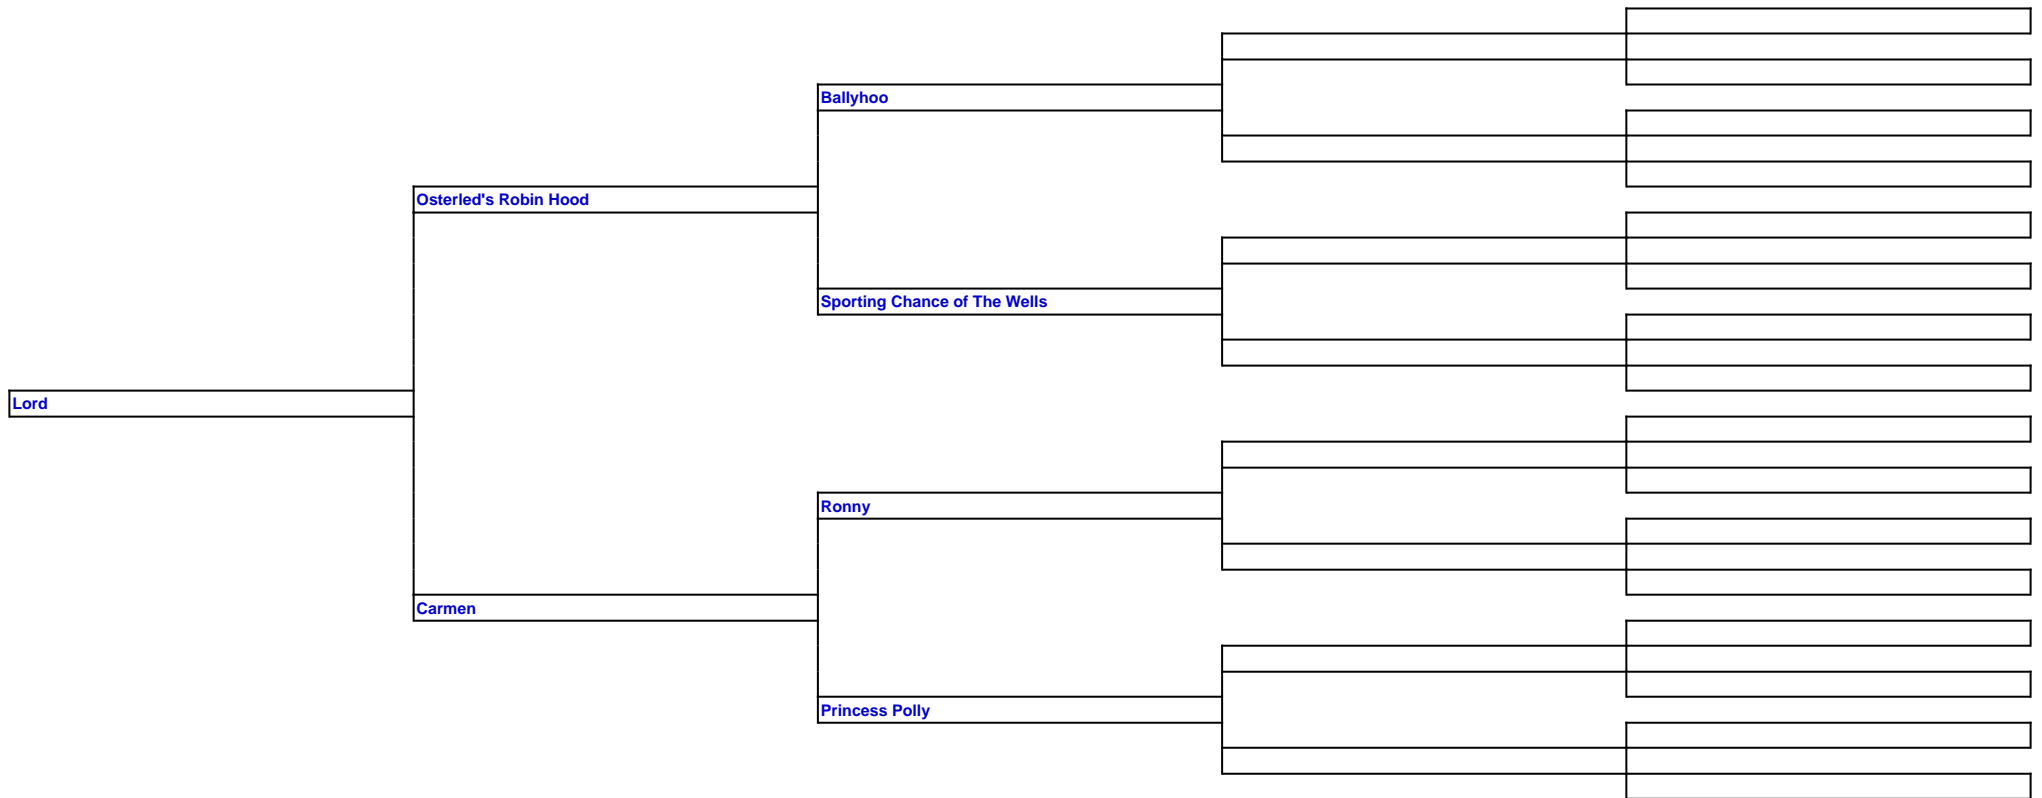 Ballyhoo
Osterled's Robin Hood
Sporting Chance of The Wells
Lord
Ronny
Carmen
Princess Polly